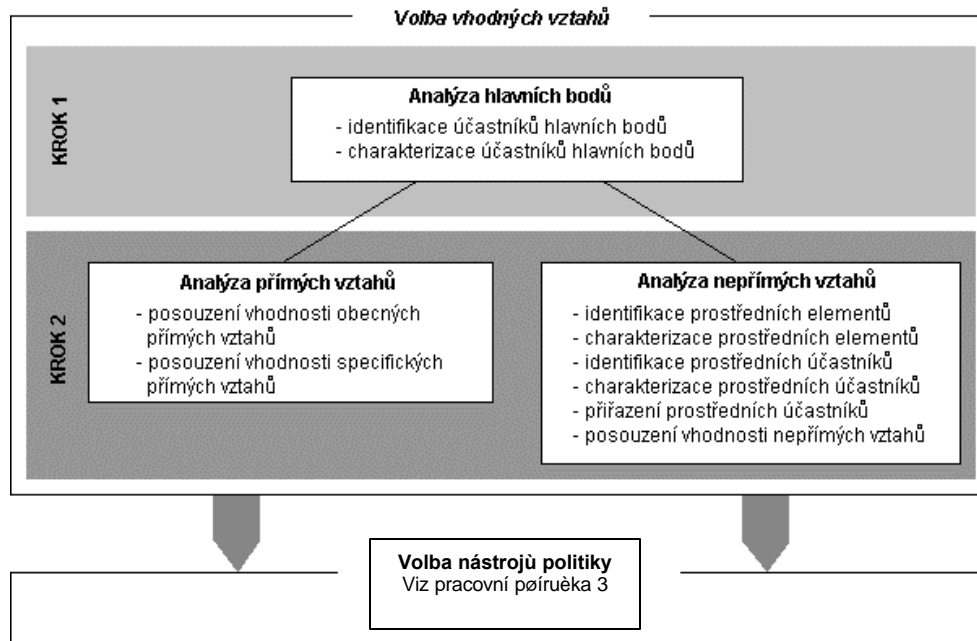 Volba vhodných vztahů
KROK 1
Analýza hlavních bodů
- identifikace účastníků hlavních bodů
- charakterizace účastníků hlavních bodů
KROK 2
Analýza přímých vztahů
- posouzení vhodnosti obecných
přímých vztahů
- posouzení vhodnosti specifických
přímých vztahů
Analýza nepřímých vztahů
- identifikace prostředních elementů
- charakterizace prostředních elementů
- identifikace prostředních účastníků
- charakterizace prostředních účastníků
- přiřazení prostředních účastníků
- posouzení vhodnosti nepřímých vztahů
Volba nástrojù politiky
Viz pracovní pøíruèka 3